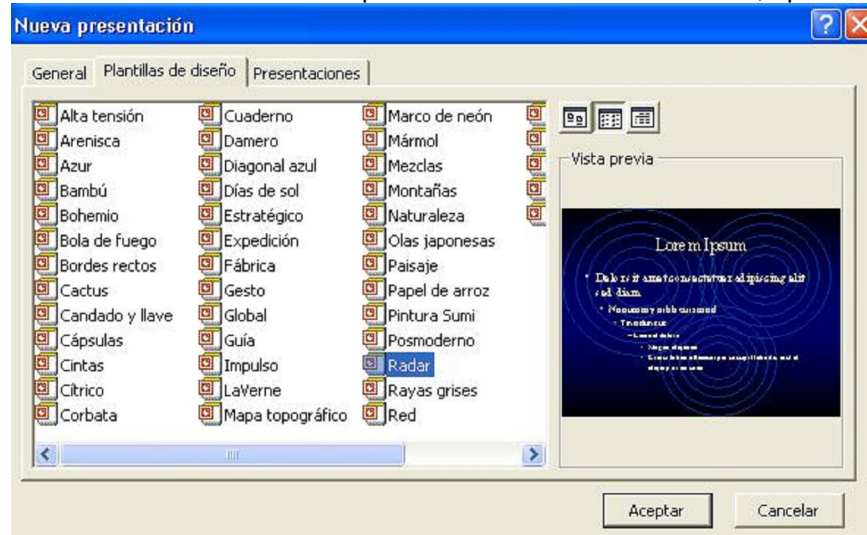 Nueva presentación
General Plantillas de diseño Presentaciones
Alta tensión Cuaderno Marco de neón
Arenisca Damero Mármol
Azur Diagonal azul Mezclas
Bambú Días de sol Montañas
Bohemio Estratégico Naturaleza
Bola de fuego Expedición Olas japonesas
Bordes rectos Fábrica Paisaje
Cactus Gesto Papel de arroz
Candado y llave Global Pintura Sumi
Cápsulas Guía Posmoderno
Cintas Impulso Radar
Cítrico LaVerne Rayas grises
Corbata Mapa topográfico Red
Vista previa
Lorem Ipsum
sed diam
Aceptar Cancelar